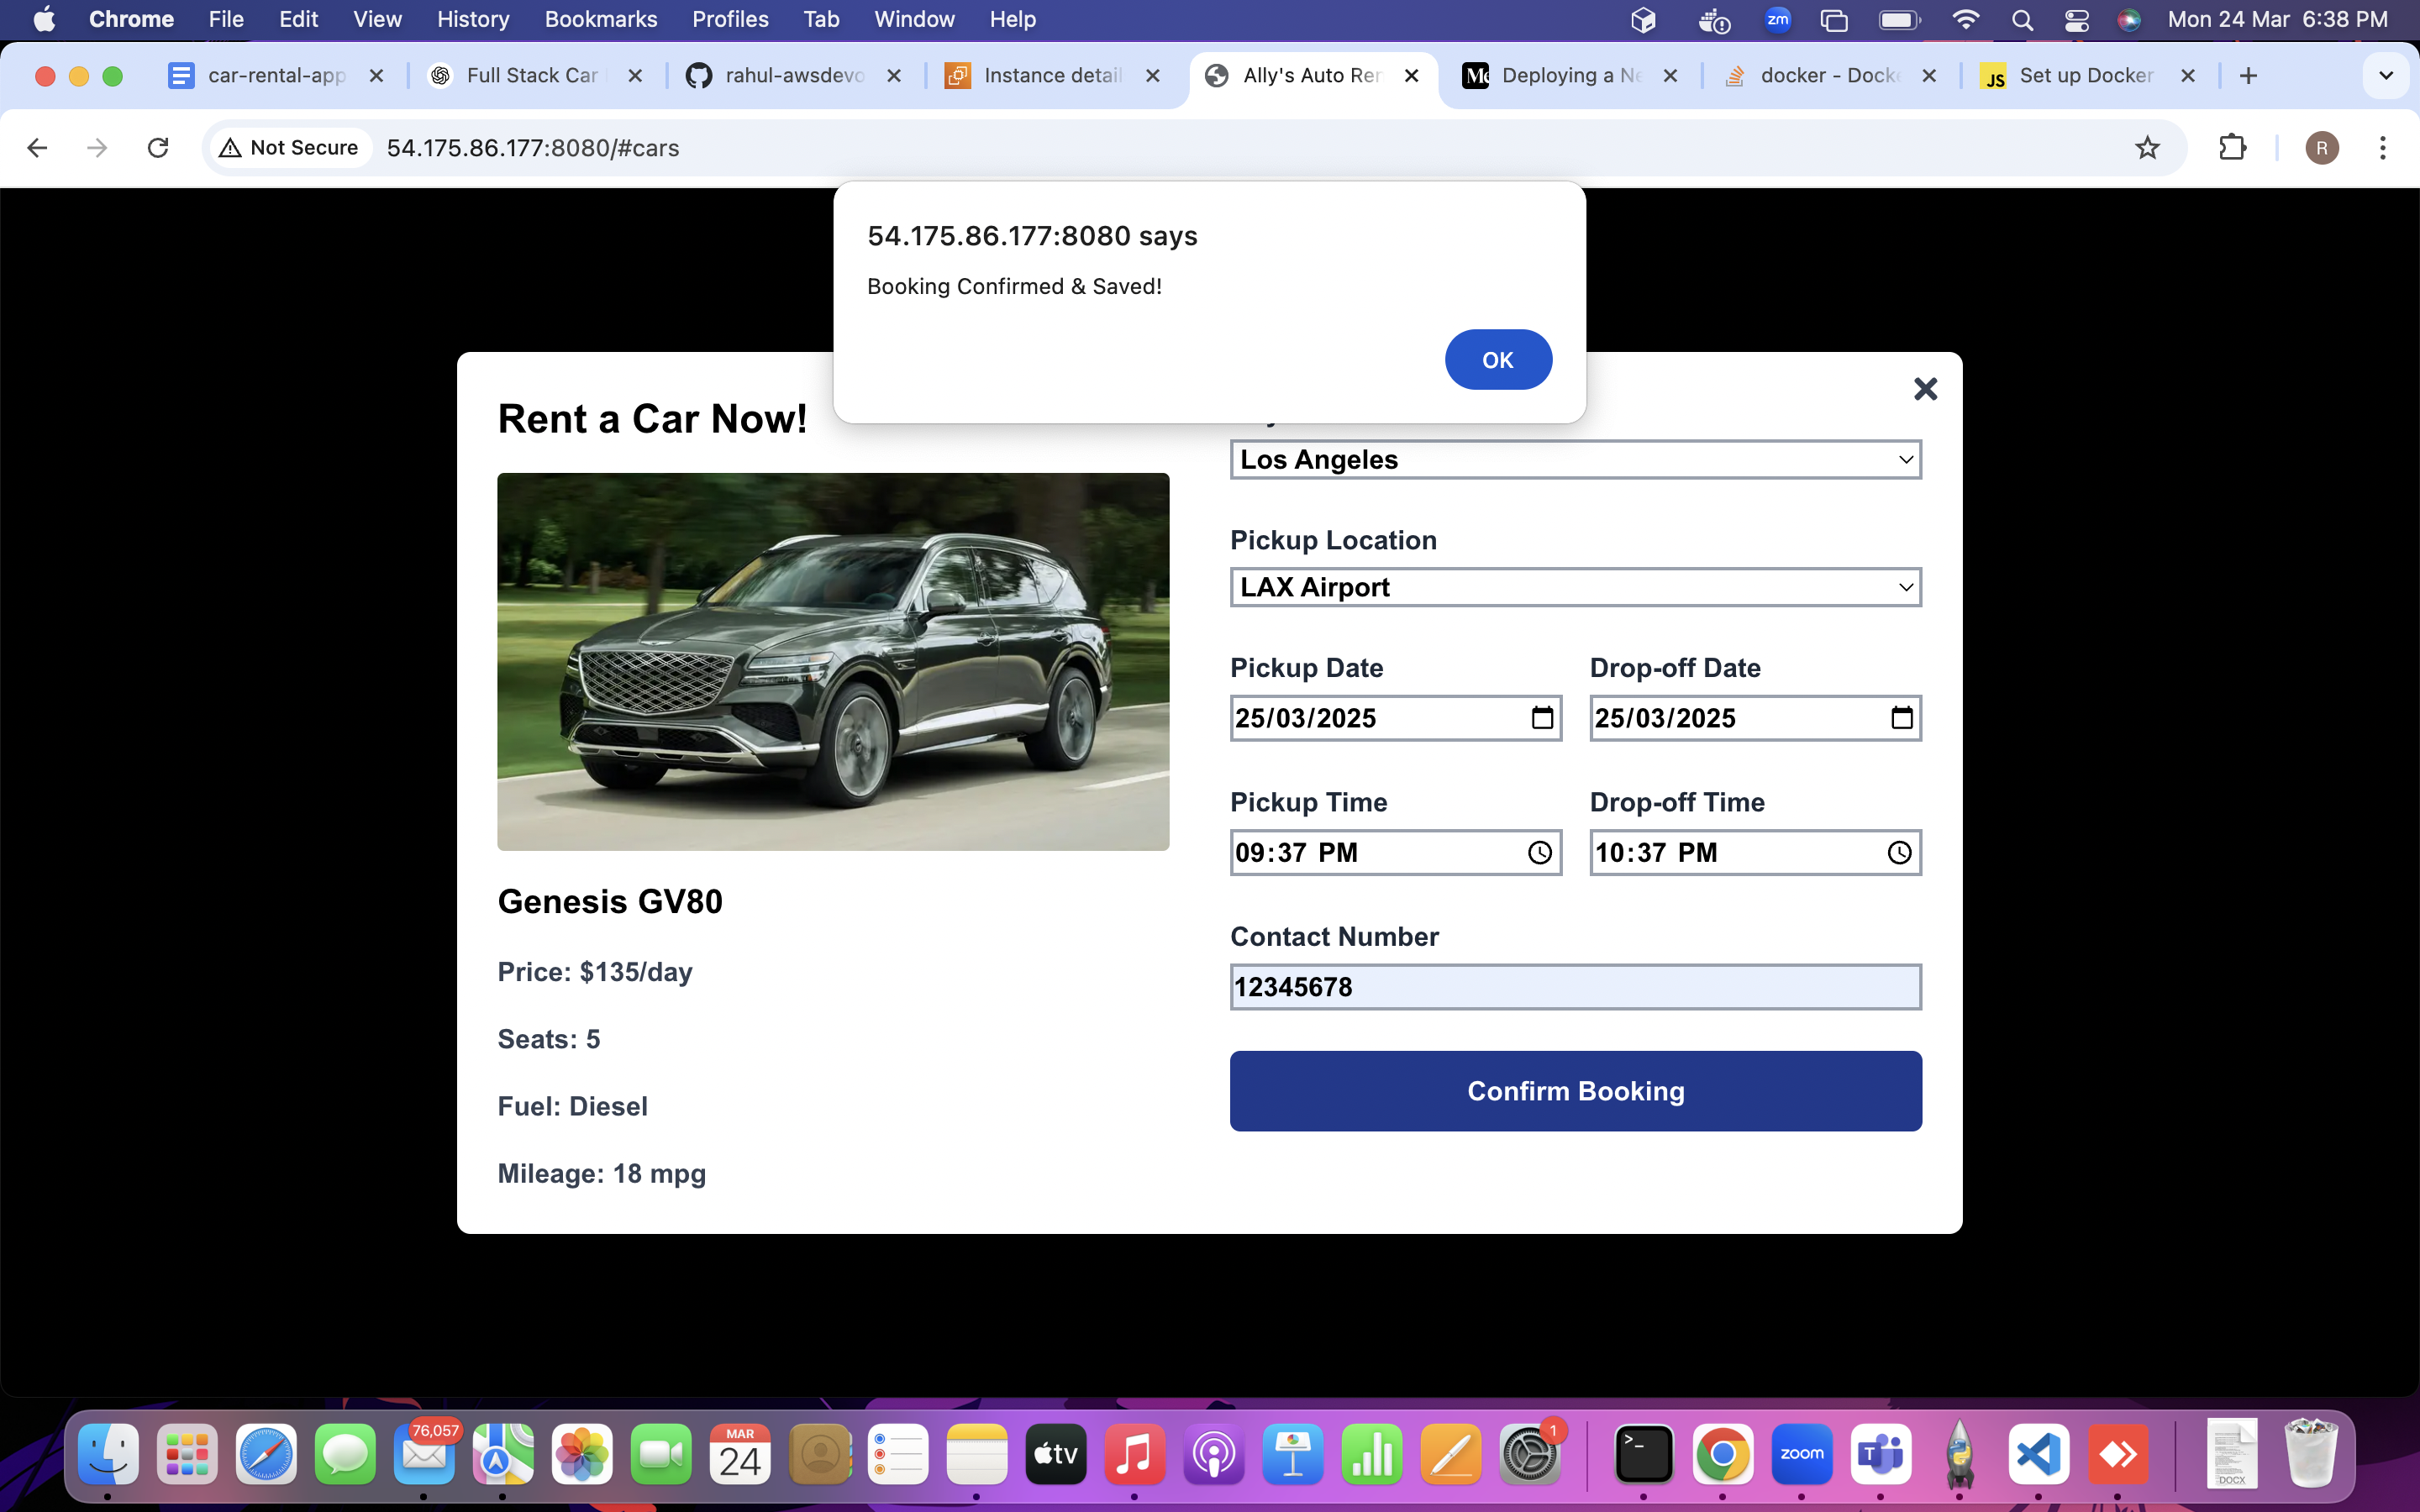 Chrome File Edit View History Bookmarks Profiles Tab Window Help zm Mon 24 Mar 6:38 PM
car-rental-app Full Stack Car rahul-awsdevo Instance detail Ally's Auto Ren Deploying a Ne docker - Docke JS Set up Docker
Not Secure 54.175.86.177:8080/#cars R
54.175.86.177:8080 says
Booking Confirmed & Saved!
OK
Rent a Car Now!
Genesis GV80
Price: $135/day
Seats: 5
Fuel: Diesel
Mileage: 18 mpg
Los Angeles
Pickup Location
LAX Airport
Pickup Date Drop-off Date
25/03/2025 25/03/2025
Pickup Time Drop-off Time
09:37 PM 10:37 PM
Contact Number
12345678
Confirm Booking
76,057 MAR 24 tv 1 >_ zoom T DOCX